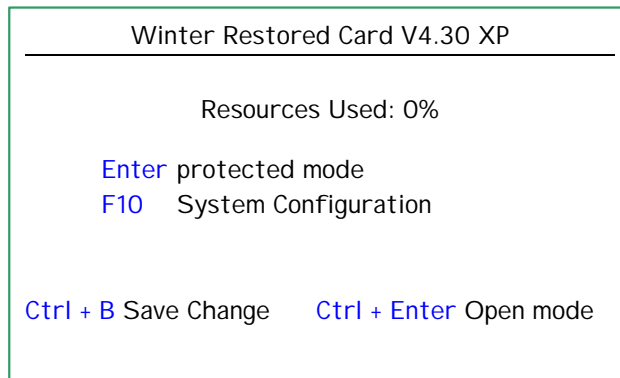 Winter Restored Card V4.30 XP
Resources Used: 0%
Enter protected mode
F10 System Configuration
Ctrl + B Save Change Ctrl + Enter Open mode